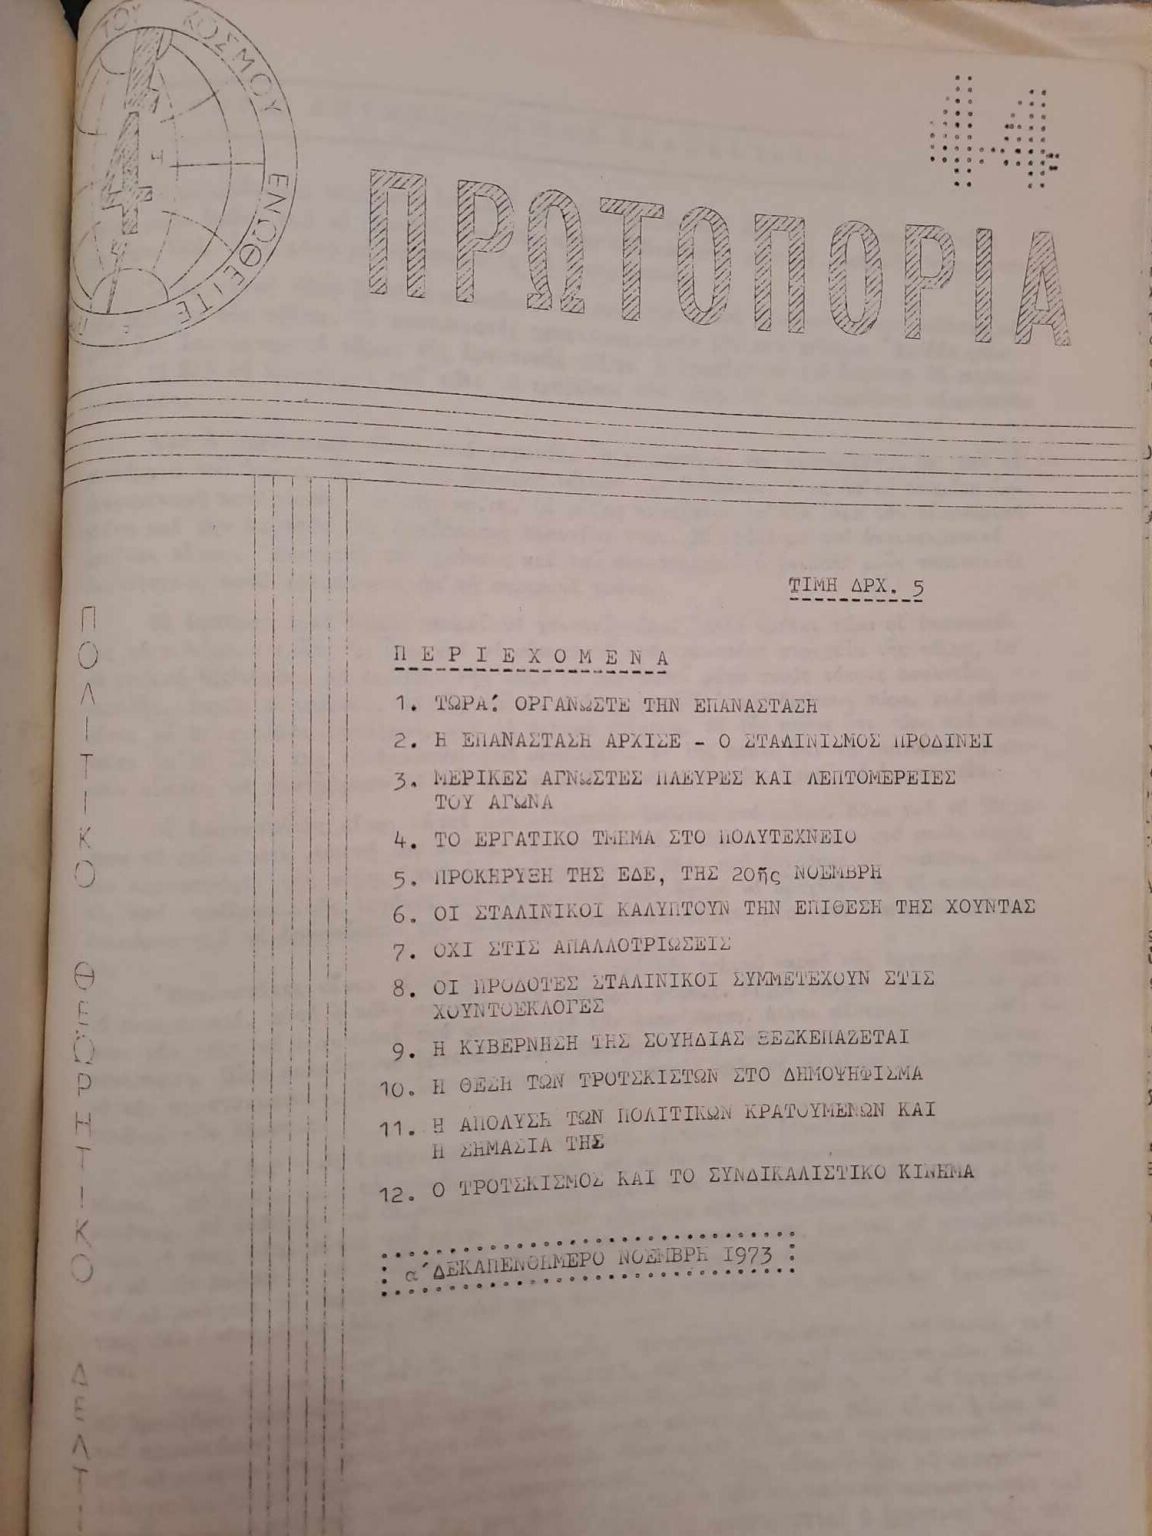 ΤΟΥ ΚΟΣΜΟΥ ΕΝΩΘΕΙΤΕ
4
44
ΠΡΩΤΟΠΟΡΙΑ
ΤΙΜΗ ΔΡΧ. 5
ΠΕΡΙΕΧΟΜΕΝΑ
1. ΤΩΡΑ: ΟΡΓΑΝΩΣΤΕ ΤΗΝ ΕΠΑΝΑΣΤΑΣΗ
2. Η ΕΠΑΝΑΣΤΑΣΗ ΑΡΧΙΣΕ - Ο ΣΤΑΛΙΝΙΣΜΟΣ ΠΡΟΔΙΝΕΙ
3. ΜΕΡΙΚΕΣ ΑΓΝΩΣΤΕΣ ΠΛΕΥΡΕΣ ΚΑΙ ΛΕΠΤΟΜΕΡΕΙΕΣ
ΤΟΥ ΑΓΩΝΑ
4. ΤΟ ΕΡΓΑΤΙΚΟ ΤΜΕΜΑ ΣΤΟ ΠΟΛΥΤΕΧΝΕΙΟ
5. ΠΡΟΚΗΡΥΞΗ ΤΗΣ ΕΔΕ, ΤΗΣ 20ῆς ΝΟΕΜΒΡΗ
6. ΟΙ ΣΤΑΛΙΝΙΚΟΙ ΚΑΛΥΠΤΟΥΝ ΤΗΝ ΕΠΙΘΕΣΗ ΤΗΣ ΧΟΥΝΤΑΣ
7. ΟΧΙ ΣΤΙΣ ΑΠΑΛΛΟΤΡΙΩΣΕΙΣ
8. ΟΙ ΠΡΟΔΟΤΕΣ ΣΤΑΛΙΝΙΚΟΙ ΣΥΜΜΕΤΕΧΟΥΝ ΣΤΙΣ
ΧΟΥΝΤΟΕΚΛΟΓΕΣ
9. Η ΚΥΒΕΡΝΗΣΗ ΤΗΣ ΣΟΥΗΔΙΑΣ ΞΕΣΚΕΠΑΖΕΤΑΙ
10. Η ΘΕΣΗ ΤΩΝ ΤΡΟΤΣΚΙΣΤΩΝ ΣΤΟ ΔΗΜΟΨΗΦΙΣΜΑ
11. Η ΑΠΟΛΥΣΗ ΤΩΝ ΠΟΛΙΤΙΚΩΝ ΚΡΑΤΟΥΜΕΝΩΝ ΚΑΙ
Η ΣΗΜΑΣΙΑ ΤΗΣ
12. Ο ΤΡΟΤΣΚΙΣΜΟΣ ΚΑΙ ΤΟ ΣΥΝΔΙΚΑΛΙΣΤΙΚΟ ΚΙΝΗΜΑ
α΄ΔΕΚΑΠΕΝΘΗΜΕΡΟ ΝΟΕΜΒΡΗ 1973
ΠΟΛΙΤΙΚΟ ΘΕΩΡΗΤΙΚΟ ΔΕΛΤΙ